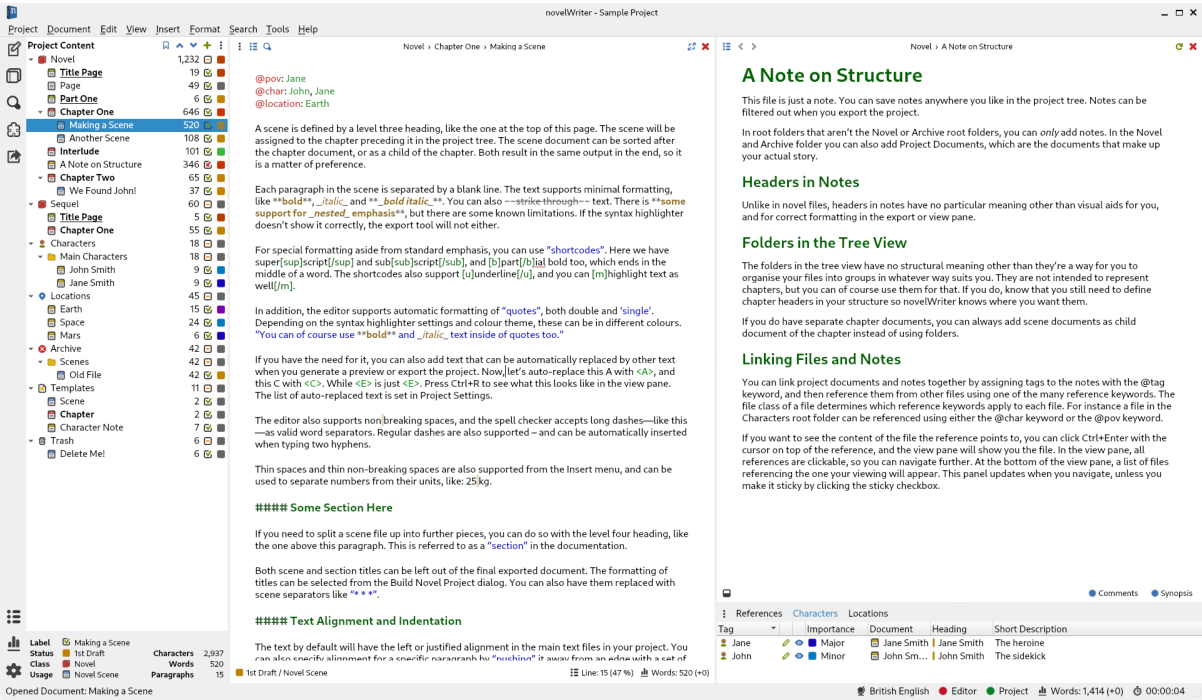 novelWriter - Sample Project
Project Document Edit View Insert Format Search Tools Help
Project Content
Novel 1,232
Title Page 19
Page 49
Part One 6
Chapter One 646
Making a Scene 520
Another Scene 108
Interlude 101
A Note on Structure 346
Chapter Two 65
We Found John! 37
Sequel 60
Title Page 5
Chapter One 55
Characters 18
Main Characters 18
John Smith 9
Jane Smith 9
Locations 45
Earth 15
Space 24
Mars 6
Archive 42
Scenes 42
Old File 42
Templates 11
Scene 2
Chapter 2
Character Note 7
Trash 6
Delete Me! 6
Label Making a Scene
Status 1st Draft Characters 2,937
Class Novel Words 520
Usage Novel Scene Paragraphs 15
Novel › Chapter One › Making a Scene
@pov: Jane
@char: John, Jane
@location: Earth
A scene is defined by a level three heading, like the one at the top of this page. The scene will be
assigned to the chapter preceding it in the project tree. The scene document can be sorted after
the chapter document, or as a child of the chapter. Both result in the same output in the end, so it
is a matter of preference.
Each paragraph in the scene is separated by a blank line. The text supports minimal formatting,
like **bold**, _italic_ and **_bold italic_**. You can also ~~strike through~~ text. There is **some
support for _nested_ emphasis**, but there are some known limitations. If the syntax highlighter
doesn't show it correctly, the export tool will not either.
For special formatting aside from standard emphasis, you can use “shortcodes”. Here we have
super[sup]script[/sup] and sub[sub]script[/sub], and [b]part[/b]ial bold too, which ends in the
middle of a word. The shortcodes also support [u]underline[/u], and you can [m]highlight text as
well[/m].
In addition, the editor supports automatic formatting of “quotes”, both double and ‘single’.
Depending on the syntax highlighter settings and colour theme, these can be in different colours.
“You can of course use **bold** and _italic_ text inside of quotes too.”
If you have the need for it, you can also add text that can be automatically replaced by other text
when you generate a preview or export the project. Now, let’s auto-replace this A with <A>, and
this C with <C>. While <E> is just <E>. Press Ctrl+R to see what this looks like in the view pane.
The list of auto-replaced text is set in Project Settings.
The editor also supports non breaking spaces, and the spell checker accepts long dashes—like this
—as valid word separators. Regular dashes are also supported – and can be automatically inserted
when typing two hyphens.
Thin spaces and thin non-breaking spaces are also supported from the Insert menu, and can be
used to separate numbers from their units, like: 25 kg.
#### Some Section Here
If you need to split a scene file up into further pieces, you can do so with the level four heading, like
the one above this paragraph. This is referred to as a “section” in the documentation.
Both scene and section titles can be left out of the final exported document. The formatting of
titles can be selected from the Build Novel Project dialog. You can also have them replaced with
scene separators like “* * *”.
#### Text Alignment and Indentation
The text by default will have the left or justified alignment in the main text files in your project. You
can also specify alignment for a specific paragraph by “pushing” it away from an edge with a set of
1st Draft / Novel Scene Line: 15 (47 %) Words: 520 (+0)
Novel › A Note on Structure
A Note on Structure
This file is just a note. You can save notes anywhere you like in the project tree. Notes can be
filtered out when you export the project.
In root folders that aren’t the Novel or Archive root folders, you can only add notes. In the Novel
and Archive folder you can also add Project Documents, which are the documents that make up
your actual story.
Headers in Notes
Unlike in novel files, headers in notes have no particular meaning other than visual aids for you,
and for correct formatting in the export or view pane.
Folders in the Tree View
The folders in the tree view have no structural meaning other than they’re a way for you to
organise your files into groups in whatever way suits you. They are not intended to represent
chapters, but you can of course use them for that. If you do, know that you still need to define
chapter headers in your structure so novelWriter knows where you want them.
If you do have separate chapter documents, you can always add scene documents as child
document of the chapter instead of using folders.
Linking Files and Notes
You can link project documents and notes together by assigning tags to the notes with the @tag
keyword, and then reference them from other files using one of the many reference keywords. The
file class of a file determines which reference keywords apply to each file. For instance a file in the
Characters root folder can be referenced using either the @char keyword or the @pov keyword.
If you want to see the content of the file the reference points to, you can click Ctrl+Enter with the
cursor on top of the reference, and the view pane will show you the file. In the view pane, all
references are clickable, so you can navigate further. At the bottom of the view pane, a list of files
referencing the one your viewing will appear. This panel updates when you navigate, unless you
make it sticky by clicking the sticky checkbox.
Comments Synopsis
References Characters Locations
Tag Importance Document Heading Short Description
Jane Major Jane Smith Jane Smith The heroine
John Minor John Sm... John Smith The sidekick
Opened Document: Making a Scene
British English Editor Project Words: 1,414 (+0) 00:00:04